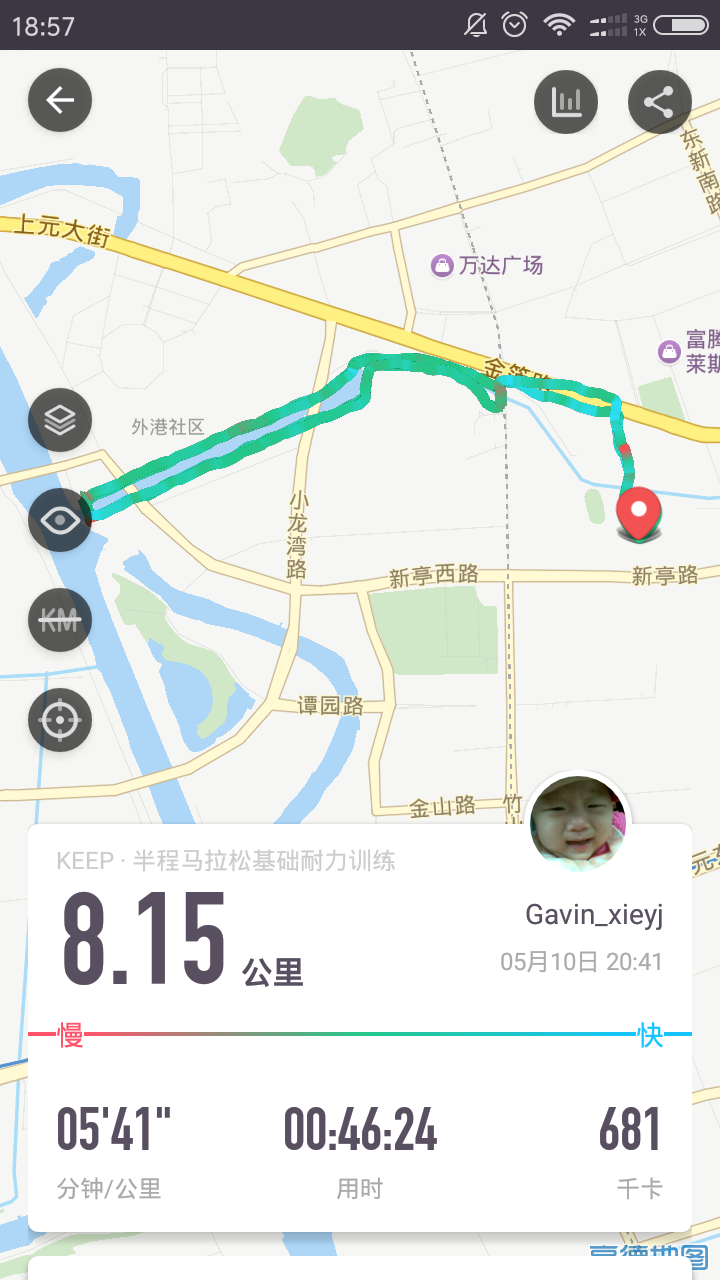 18:57
3G
1X
东新南路
上元大街
万达广场
富腾
莱斯
外港社区
小龙湾路
新亭西路
新亭路
KM
谭园路
金山路
竹山
KEEP · 半程马拉松基础耐力训练
8.15 公里
Gavin_xieyj
05月10日 20:41
慢
快
05'41"
00:46:24
681
分钟/公里
用时
千卡
高德地图